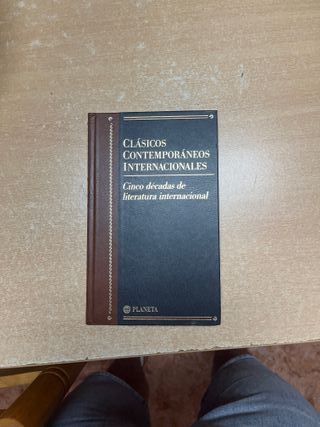 CLÁSICOS
CONTEMPORÁNEOS
INTERNACIONALES
Cinco décadas de
literatura internacional
PLANETA